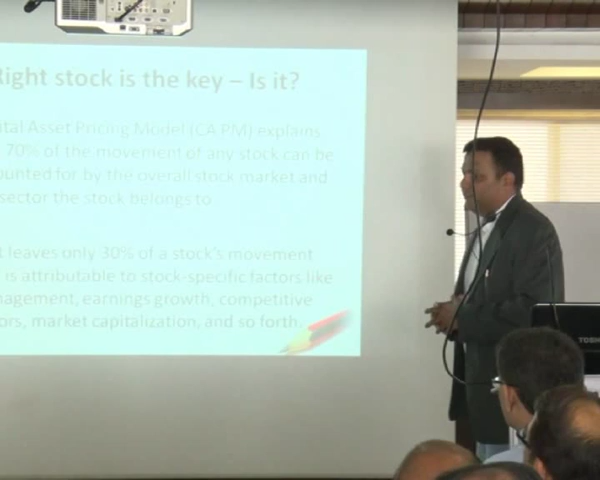 Right stock is the key – Is it?
ital Asset Pricing Model (CAPM) explains
70% of the movement of any stock can be
ounted for by the overall stock market and
sector the stock belongs to.
t leaves only 30% of a stock's movement
is attributable to stock-specific factors like
nagement, earnings growth, competitive
ors, market capitalization, and so forth.
TOSH